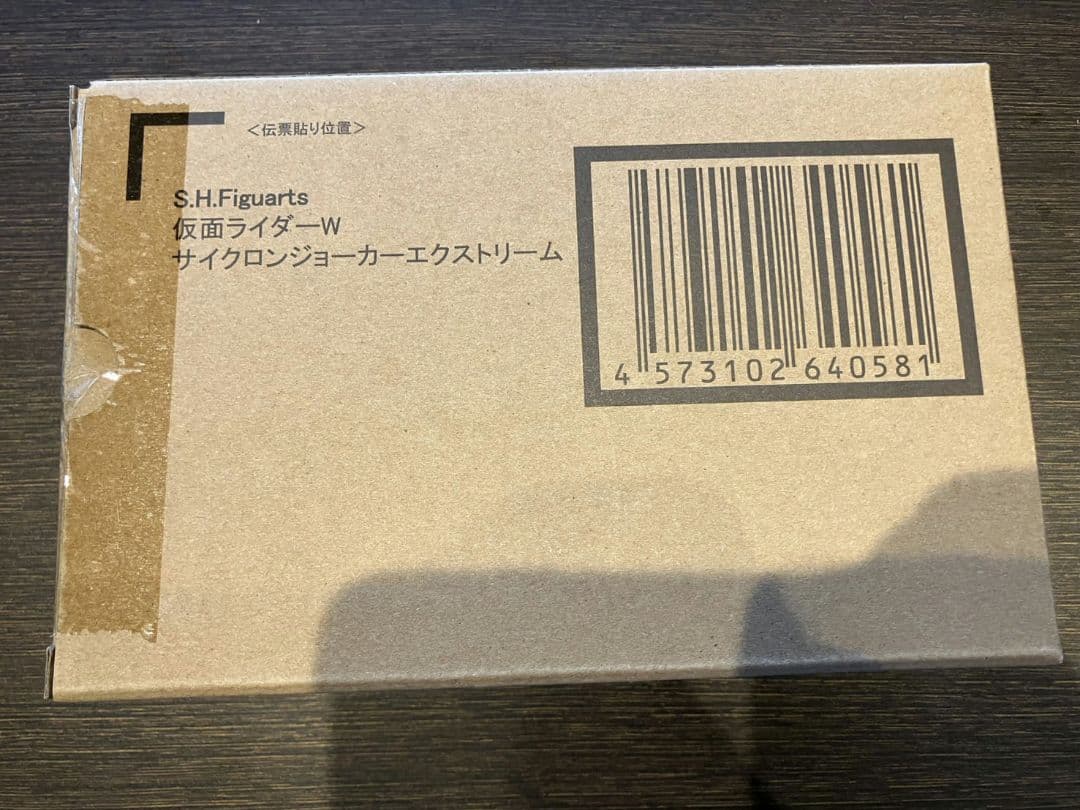 ＜伝票貼り位置＞
S.H.Figuarts
仮面ライダーW
サイクロンジョーカーエクストリーム
4 573102 640581